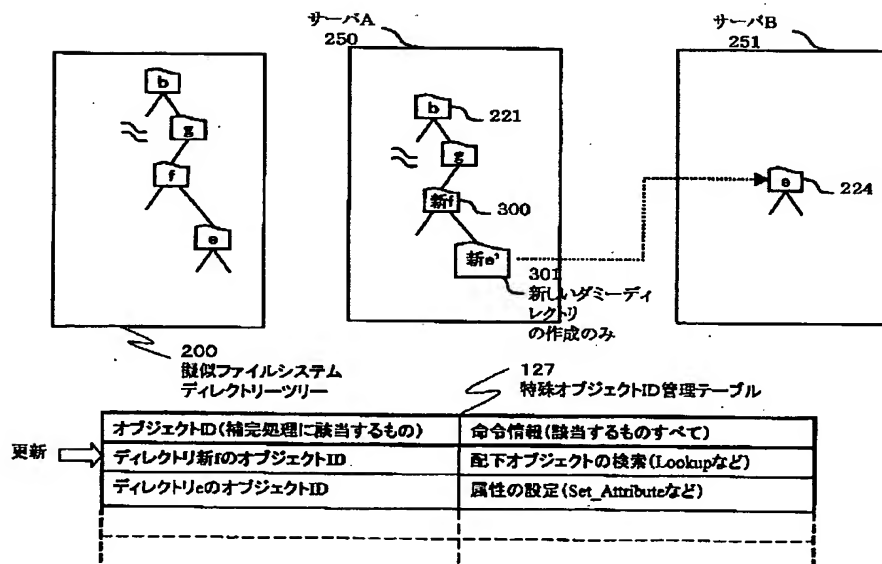 サーバA
250
サーバB
251
b
g
f
e
b
221
g
新f
300
新e'
301
新しいダミーディ
レクトリ
の作成のみ
e
224
200
擬似ファイルシステム
ディレクトリーツリー
127
特殊オブジェクトID管理テーブル
オブジェクトID(補完処理に該当するもの)
命令情報(該当するものすべて)
更新
ディレクトリ新fのオブジェクトID
配下オブジェクトの検索(Lookupなど)
ディレクトリeのオブジェクトID
属性の設定(Set_Attributeなど)